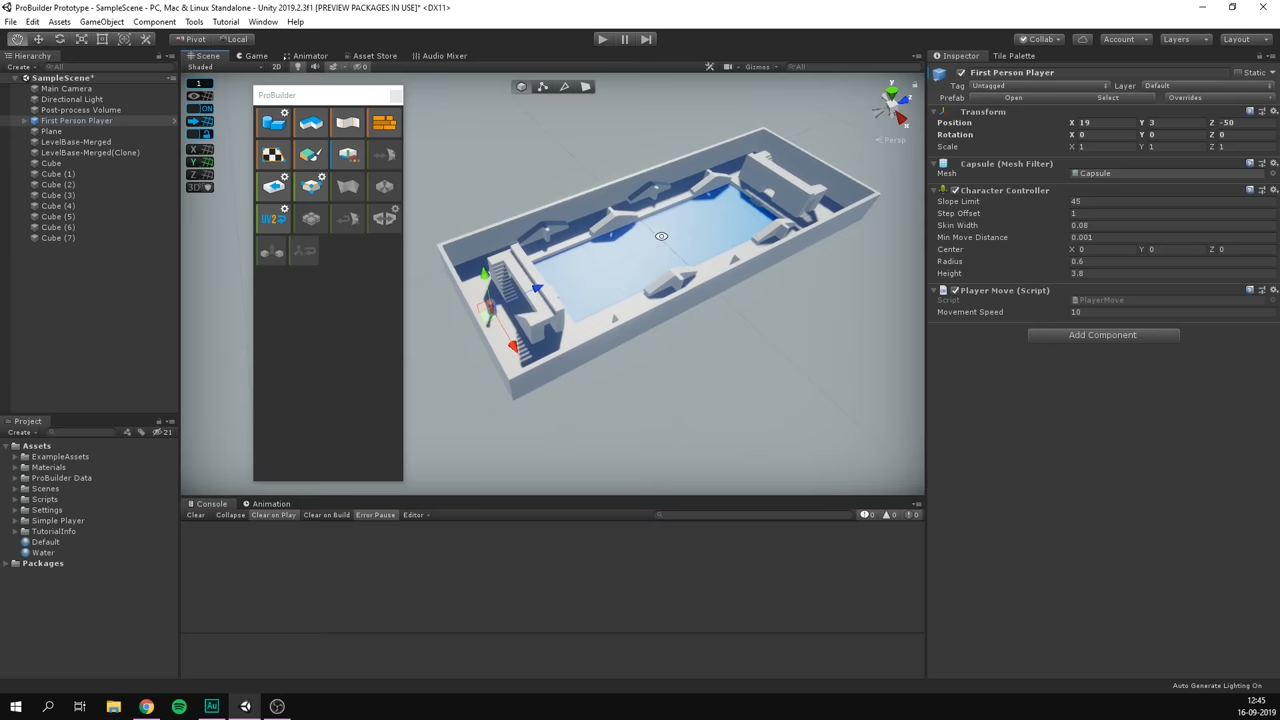 ProBuilder Prototype - SampleScene - PC, Mac & Linux Standalone - Unity 2019.2.3f1 [PREVIEW PACKAGES IN USE]* <DX11>
File Edit Assets GameObject Component Tools Tutorial Window Help
Pivot Local
Collab Account Layers Layout
Hierarchy
Create All
SampleScene*
Main Camera
Directional Light
Post-process Volume
First Person Player
Plane
LevelBase-Merged
LevelBase-Merged(Clone)
Cube
Cube (1)
Cube (2)
Cube (3)
Cube (4)
Cube (5)
Cube (6)
Cube (7)
Project
Create 21
Assets
ExampleAssets
Materials
ProBuilder Data
Scenes
Scripts
Settings
Simple Player
TutorialInfo
Default
Water
Packages
Scene Game Animator Asset Store Audio Mixer
Shaded 2D 0 Gizmos All
1
ON
X
Y
Z
3D
ProBuilder
UV2
y
z
x
Persp
Console Animation
Clear Collapse Clear on Play Clear on Build Error Pause Editor 0 0 0
Inspector Tile Palette
First Person Player Static
Tag Untagged Layer Default
Prefab Open Select Overrides
Transform
Position X 19 Y 3 Z -50
Rotation X 0 Y 0 Z 0
Scale X 1 Y 1 Z 1
Capsule (Mesh Filter)
Mesh Capsule
Character Controller
Slope Limit 45
Step Offset 1
Skin Width 0.08
Min Move Distance 0.001
Center X 0 Y 0 Z 0
Radius 0.6
Height 3.8
Player Move (Script)
Script PlayerMove
Movement Speed 10
Add Component
Auto Generate Lighting On
Au
12:45
16-09-2019